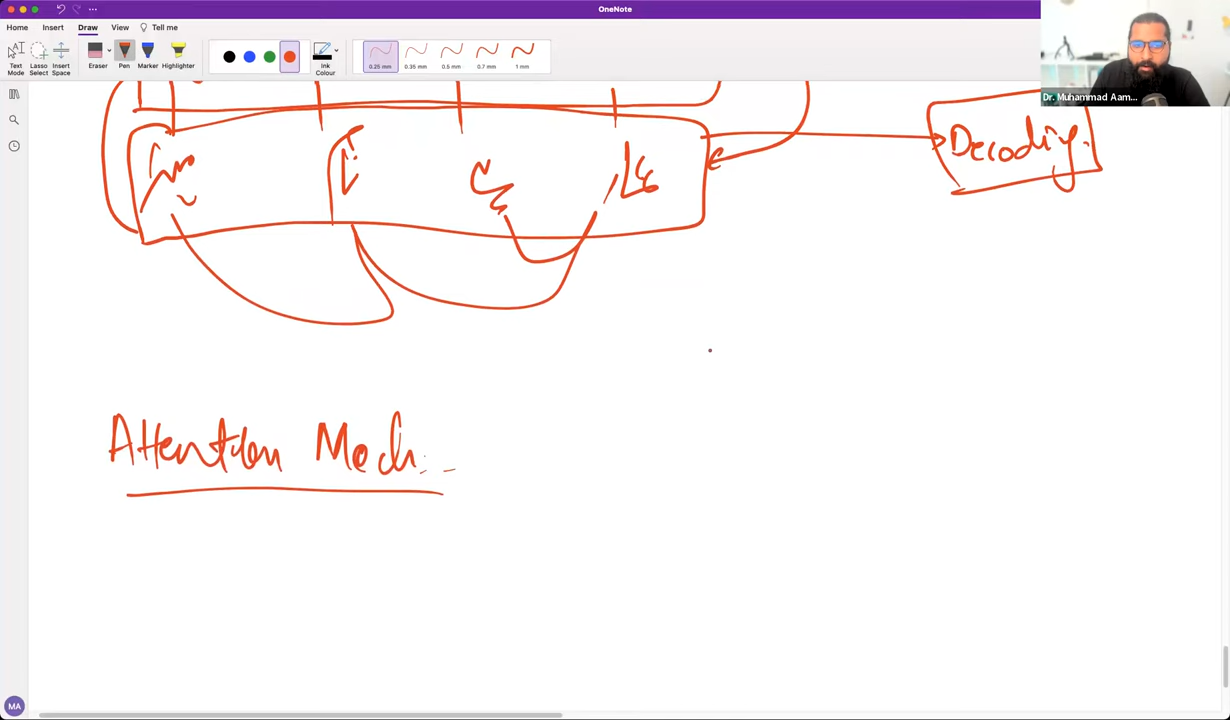 OneNote
Home Insert Draw View Tell me
Text Mode
Lasso Select
Insert Space
Eraser
Pen
Marker
Highlighter
Ink Colour
0.25 mm 0.35 mm 0.5 mm 0.7 mm 1 mm
Dr. Muhammad Aam...
Decoding.
Attention Mech...
MA